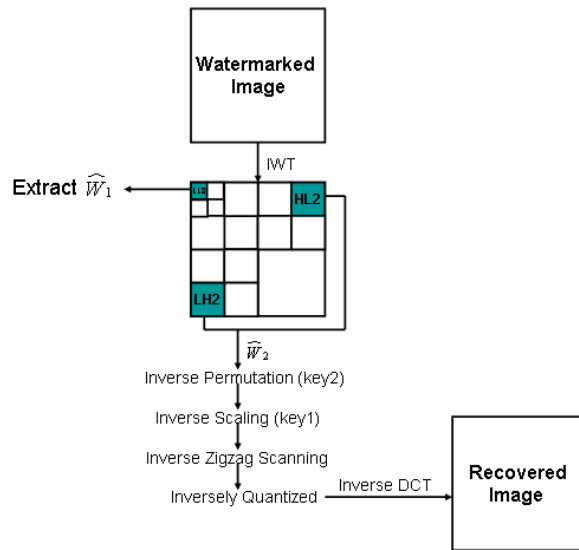 Watermarked
Image
IWT
Extract Ŵ₁
HL2
LH2
Ŵ₂
Inverse Permutation (key2)
Inverse Scaling (key1)
Inverse Zigzag Scanning
Inversely Quantized
Inverse DCT
Recovered
Image